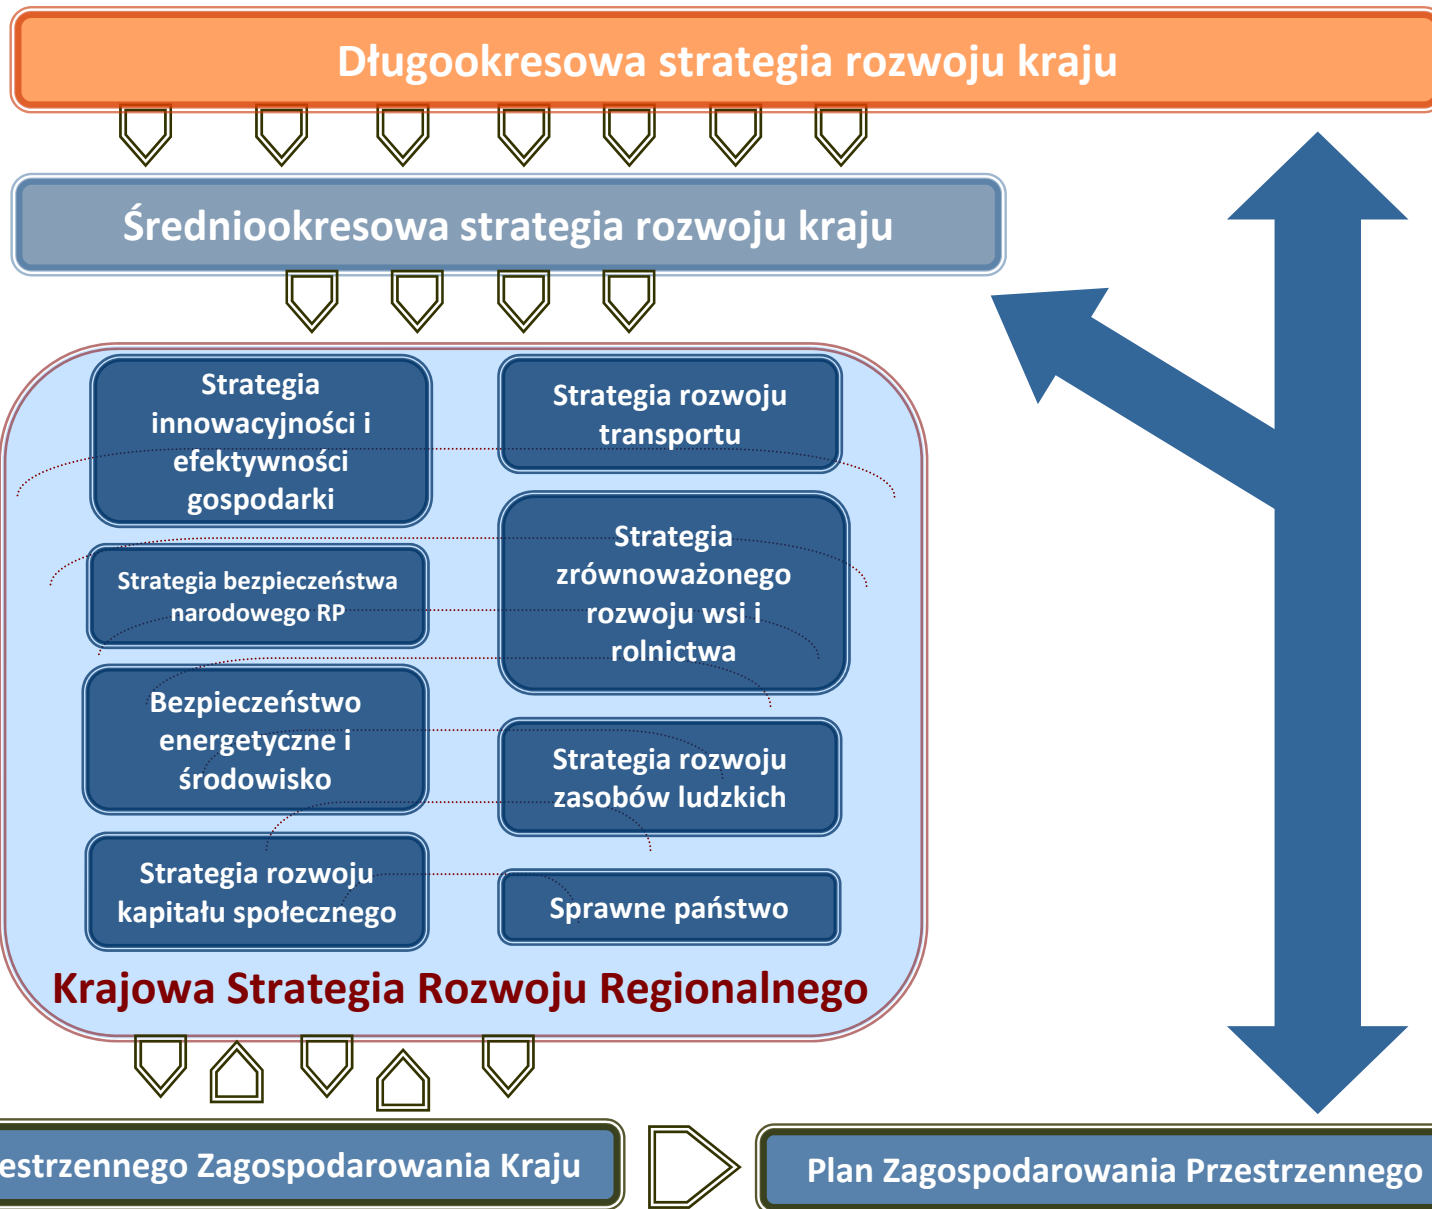 Długookresowa strategia rozwoju kraju
Średniookresowa strategia rozwoju kraju
Strategia
innowacyjności i
efektywności
gospodarki
Strategia rozwoju
transportu
Strategia bezpieczeństwa
narodowego RP
Strategia
zrównoważonego
rozwoju wsi i
rolnictwa
Bezpieczeństwo
energetyczne i
środowisko
Strategia rozwoju
zasobów ludzkich
Strategia rozwoju
kapitału społecznego
Sprawne państwo
Krajowa Strategia Rozwoju Regionalnego
Zagospodarowania Kraju
Plan Zagospodarowania Przestrzennego